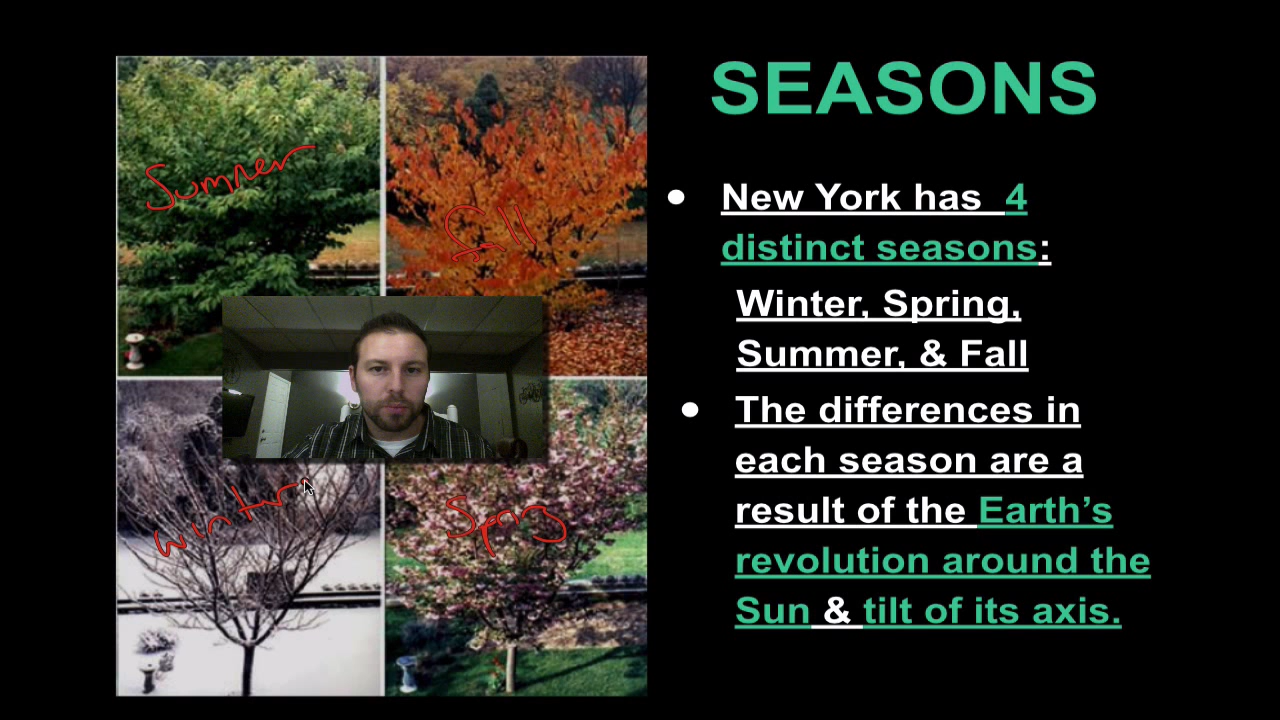 SEASONS
Summer
fall
Winter
Spring
● New York has 4
distinct seasons:
Winter, Spring,
Summer, & Fall
● The differences in
each season are a
result of the Earth’s
revolution around the
Sun & tilt of its axis.